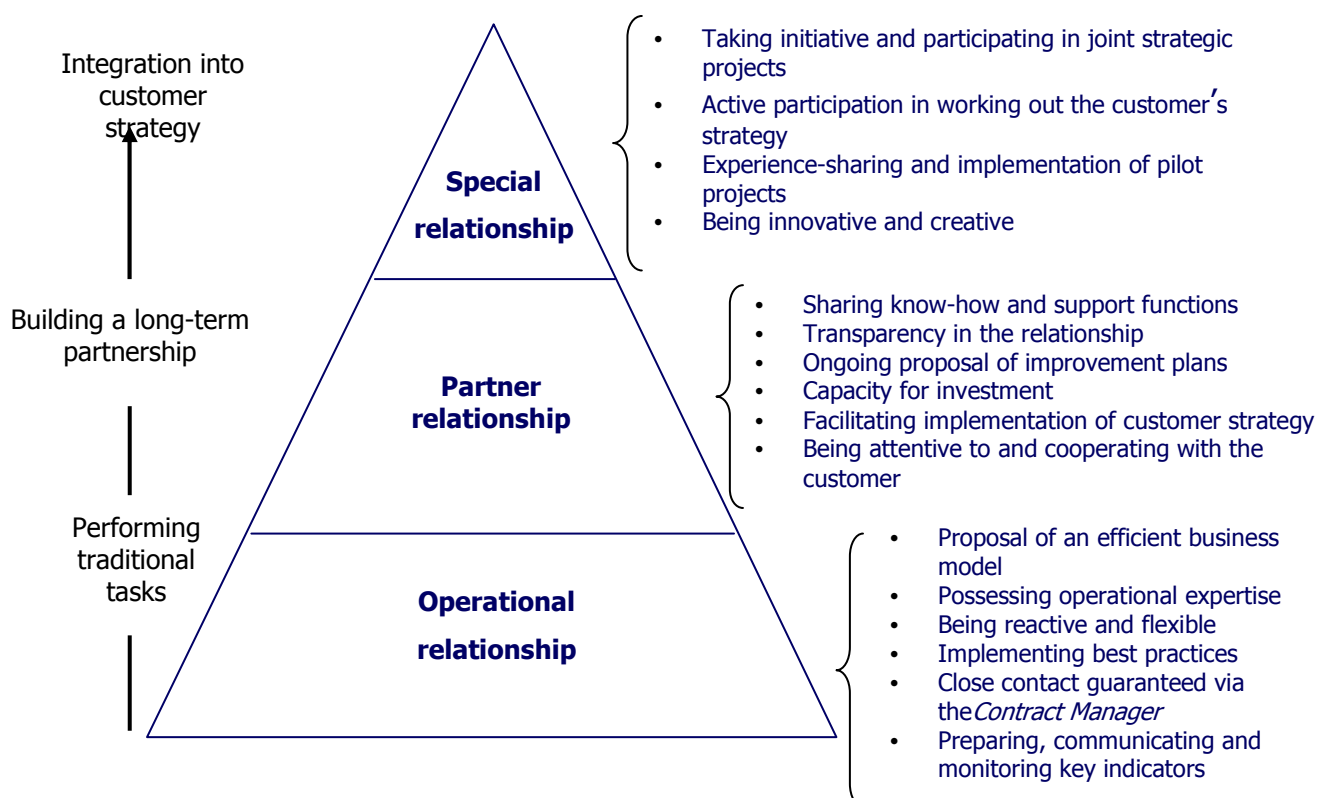 Integration into
customer
strategy
Building a long-term
partnership
Performing
traditional
tasks
Special
relationship
Partner
relationship
Operational
relationship
• Taking initiative and participating in joint strategic
projects
• Active participation in working out the customer’s
strategy
• Experience-sharing and implementation of pilot
projects
• Being innovative and creative
• Sharing know-how and support functions
• Transparency in the relationship
• Ongoing proposal of improvement plans
• Capacity for investment
• Facilitating implementation of customer strategy
• Being attentive to and cooperating with the
customer
• Proposal of an efficient business
model
• Possessing operational expertise
• Being reactive and flexible
• Implementing best practices
• Close contact guaranteed via
theContract Manager
• Preparing, communicating and
monitoring key indicators